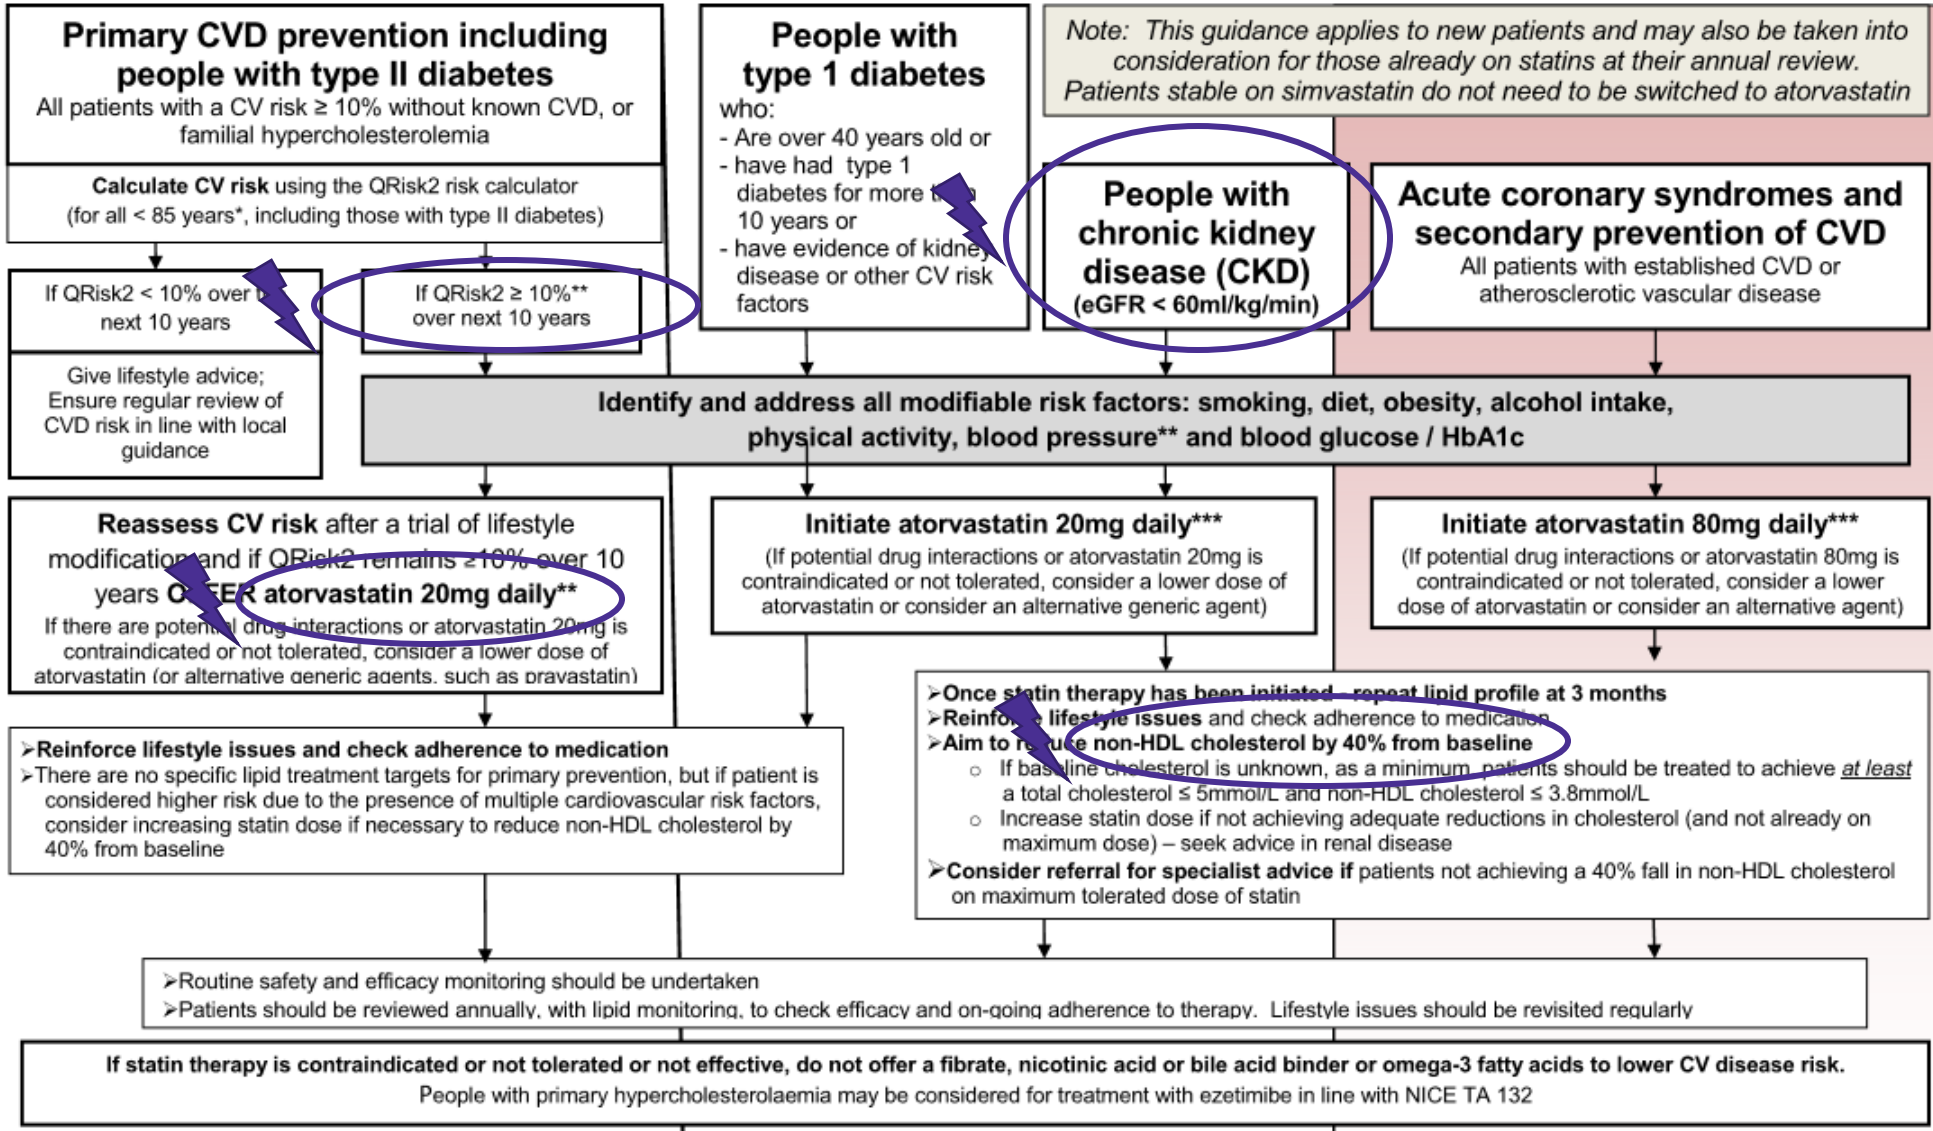 Primary CVD prevention including
people with type II diabetes
All patients with a CV risk ≥ 10% without known CVD, or
familial hypercholesterolemia
Calculate CV risk using the QRisk2 risk calculator
(for all < 85 years*, including those with type II diabetes)
If QRisk2 < 10% over
next 10 years
Give lifestyle advice;
Ensure regular review of
CVD risk in line with local
guidance
If QRisk2 ≥ 10%**
over next 10 years
People with
type 1 diabetes
who:
- Are over 40 years old or
- have had type 1
diabetes for more than
10 years or
- have evidence of kidney
disease or other CV risk
factors
Note: This guidance applies to new patients and may also be taken into
consideration for those already on statins at their annual review.
Patients stable on simvastatin do not need to be switched to atorvastatin
People with
chronic kidney
disease (CKD)
(eGFR < 60ml/kg/min)
Acute coronary syndromes and
secondary prevention of CVD
All patients with established CVD or
atherosclerotic vascular disease
Identify and address all modifiable risk factors: smoking, diet, obesity, alcohol intake,
physical activity, blood pressure** and blood glucose / HbA1c
Reassess CV risk after a trial of lifestyle
modification and if QRisk2 remains ≥10% over 10
years OFFER atorvastatin 20mg daily**
If there are potential drug interactions or atorvastatin 20mg is
contraindicated or not tolerated, consider a lower dose of
atorvastatin (or alternative generic agents, such as pravastatin)
Initiate atorvastatin 20mg daily***
(If potential drug interactions or atorvastatin 20mg is
contraindicated or not tolerated, consider a lower dose of
atorvastatin or consider an alternative generic agent)
Initiate atorvastatin 80mg daily***
(If potential drug interactions or atorvastatin 80mg is
contraindicated or not tolerated, consider a lower
dose of atorvastatin or consider an alternative agent)
➢Reinforce lifestyle issues and check adherence to medication
➢There are no specific lipid treatment targets for primary prevention, but if patient is
considered higher risk due to the presence of multiple cardiovascular risk factors,
consider increasing statin dose if necessary to reduce non-HDL cholesterol by
40% from baseline
➢Once statin therapy has been initiated - repeat lipid profile at 3 months
➢Reinforce lifestyle issues and check adherence to medication
➢Aim to reduce non-HDL cholesterol by 40% from baseline
o If baseline cholesterol is unknown, as a minimum, patients should be treated to achieve at least
a total cholesterol ≤ 5mmol/L and non-HDL cholesterol ≤ 3.8mmol/L
o Increase statin dose if not achieving adequate reductions in cholesterol (and not already on
maximum dose) – seek advice in renal disease
➢Consider referral for specialist advice if patients not achieving a 40% fall in non-HDL cholesterol
on maximum tolerated dose of statin
➢Routine safety and efficacy monitoring should be undertaken
➢Patients should be reviewed annually, with lipid monitoring, to check efficacy and on-going adherence to therapy. Lifestyle issues should be revisited regularly
If statin therapy is contraindicated or not tolerated or not effective, do not offer a fibrate, nicotinic acid or bile acid binder or omega-3 fatty acids to lower CV disease risk.
People with primary hypercholesterolaemia may be considered for treatment with ezetimibe in line with NICE TA 132